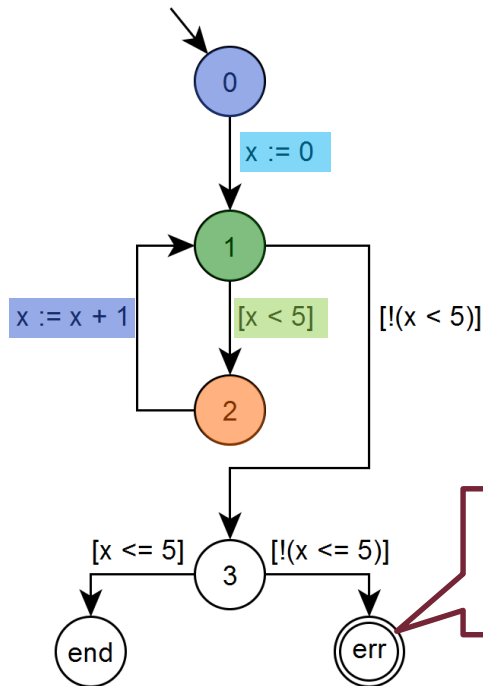 0
x := 0
1
x := x + 1
[x < 5]
[!(x < 5)]
2
[x <= 5]
[!(x <= 5)]
3
end
err